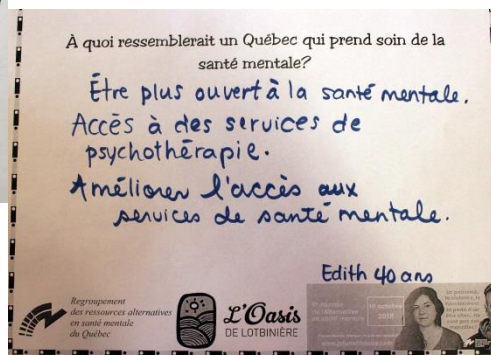 À quoi ressemblerait un Québec qui prend soin de la
santé mentale?
Être plus ouvert à la santé mentale.
Accès à des services de
psychothérapie.
Améliorer l'accès aux
services de santé mentale.
Edith 40 ans
Regroupement
des ressources alternatives
en santé mentale
du Québec
L'Oasis
DE LOTBINIÈRE